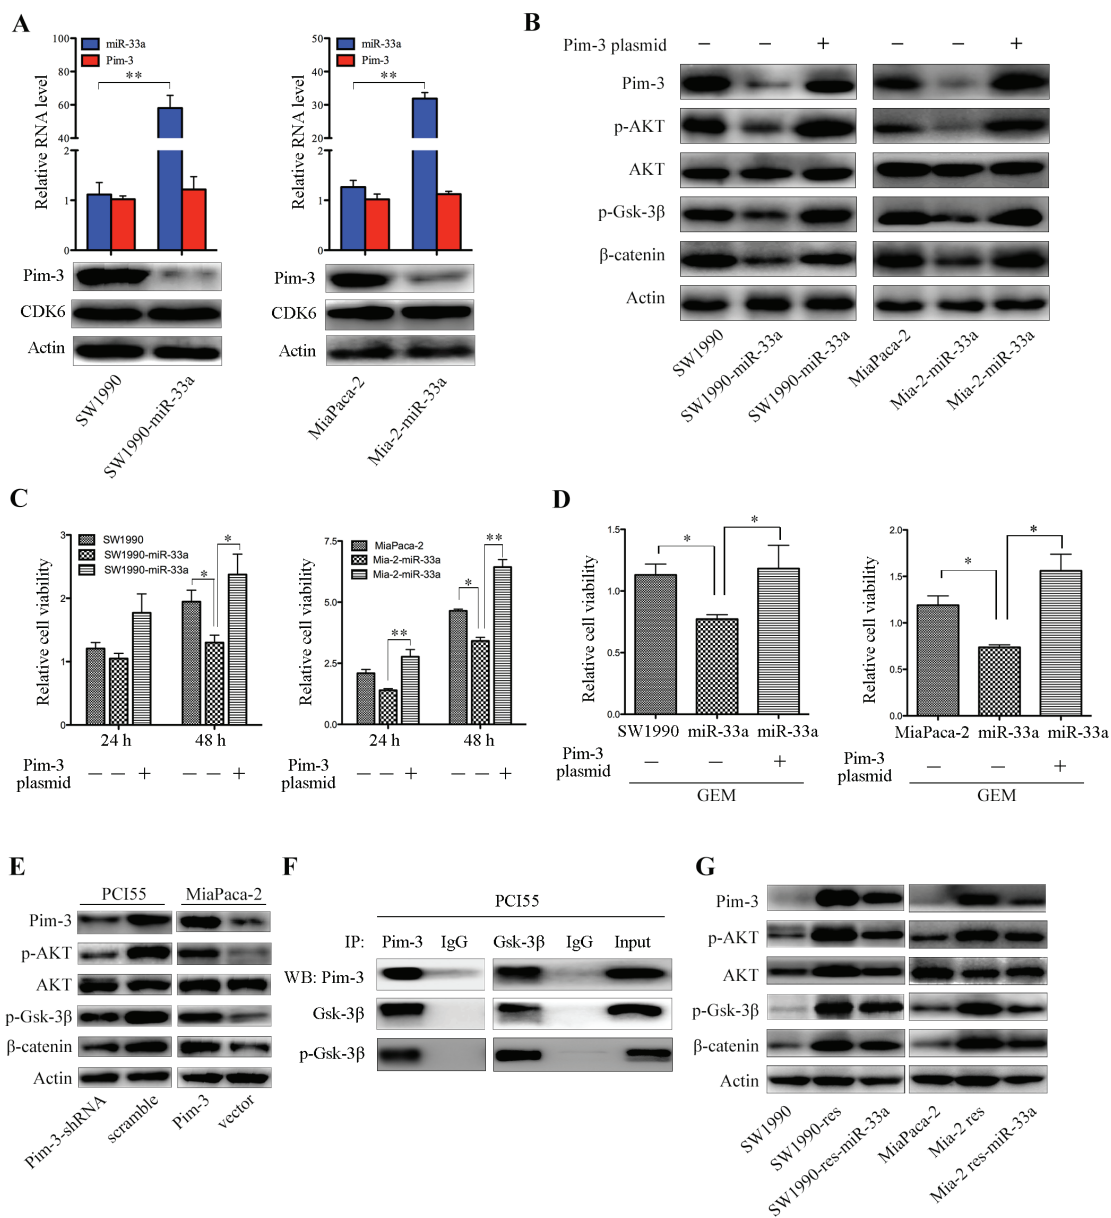 A
Relative RNA level
100
80
60
40
2
1
0
miR-33a
Pim-3
**
Pim-3
CDK6
Actin
SW1990
SW1990-miR-33a
Relative RNA level
50
40
30
20
2
1
0
miR-33a
Pim-3
**
Pim-3
CDK6
Actin
MiaPaca-2
Mia-2-miR-33a
B
Pim-3 plasmid − − + − − +
Pim-3
p-AKT
AKT
p-Gsk-3β
β-catenin
Actin
SW1990
SW1990-miR-33a
SW1990-miR-33a
MiaPaca-2
Mia-2-miR-33a
Mia-2-miR-33a
C
Relative cell viability
3
2
1
0
SW1990
SW1990-miR-33a
SW1990-miR-33a
* *
24 h 48 h
Pim-3
plasmid
− − + − − +
Relative cell viability
7.5
5.0
2.5
0.0
MiaPaca-2
Mia-2-miR-33a
Mia-2-miR-33a
** * **
24 h 48 h
Pim-3
plasmid
− − + − − +
D
Relative cell viability
1.5
1.0
0.5
0.0
* *
SW1990 miR-33a miR-33a
Pim-3
plasmid
− − +
GEM
Relative cell viability
2.0
1.5
1.0
0.5
0.0
* *
MiaPaca-2 miR-33a miR-33a
Pim-3
plasmid
− − +
GEM
E
PCI55 MiaPaca-2
Pim-3
p-AKT
AKT
p-Gsk-3β
β-catenin
Actin
Pim-3-shRNA
scramble
Pim-3
vector
F
PCI55
IP: Pim-3 IgG Gsk-3β IgG Input
WB: Pim-3
Gsk-3β
p-Gsk-3β
G
Pim-3
p-AKT
AKT
p-Gsk-3β
β-catenin
Actin
SW1990
SW1990-res
SW1990-res-miR-33a
MiaPaca-2
Mia-2 res
Mia-2 res-miR-33a